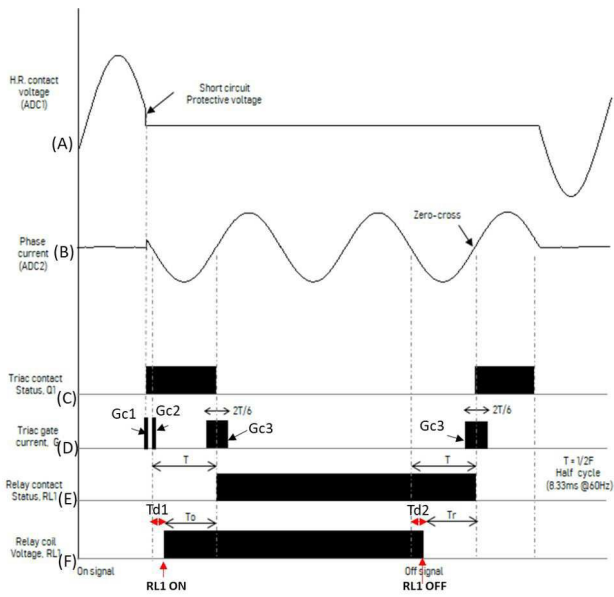 H.R. contact
voltage
(ADC1)
Short circuit
Protective voltage
(A)
Zero-cross
Phase
current
(ADC2)
(B)
Triac contact
Status, Q1
(C)
Gc1
Gc2
2T/6
Gc3
2T/6
Gc3
Triac gate
current, G
(D)
T
T
T = 1/2F
Half cycle
(8.33ms @60Hz)
Relay contact
Status, RL1
(E)
Td1
To
Td2
Tr
Relay coil
Voltage, RL1
(F)
On signal
Off signal
RL1 ON
RL1 OFF